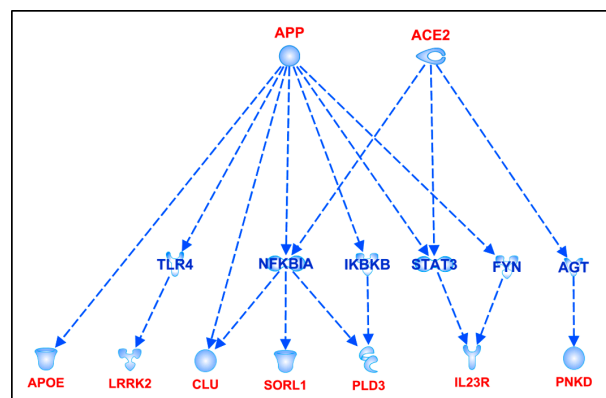 APP ACE2
TLR4 NFKBIA IKBKB STAT3 FYN AGT
APOE LRRK2 CLU SORL1 PLD3 IL23R PNKD